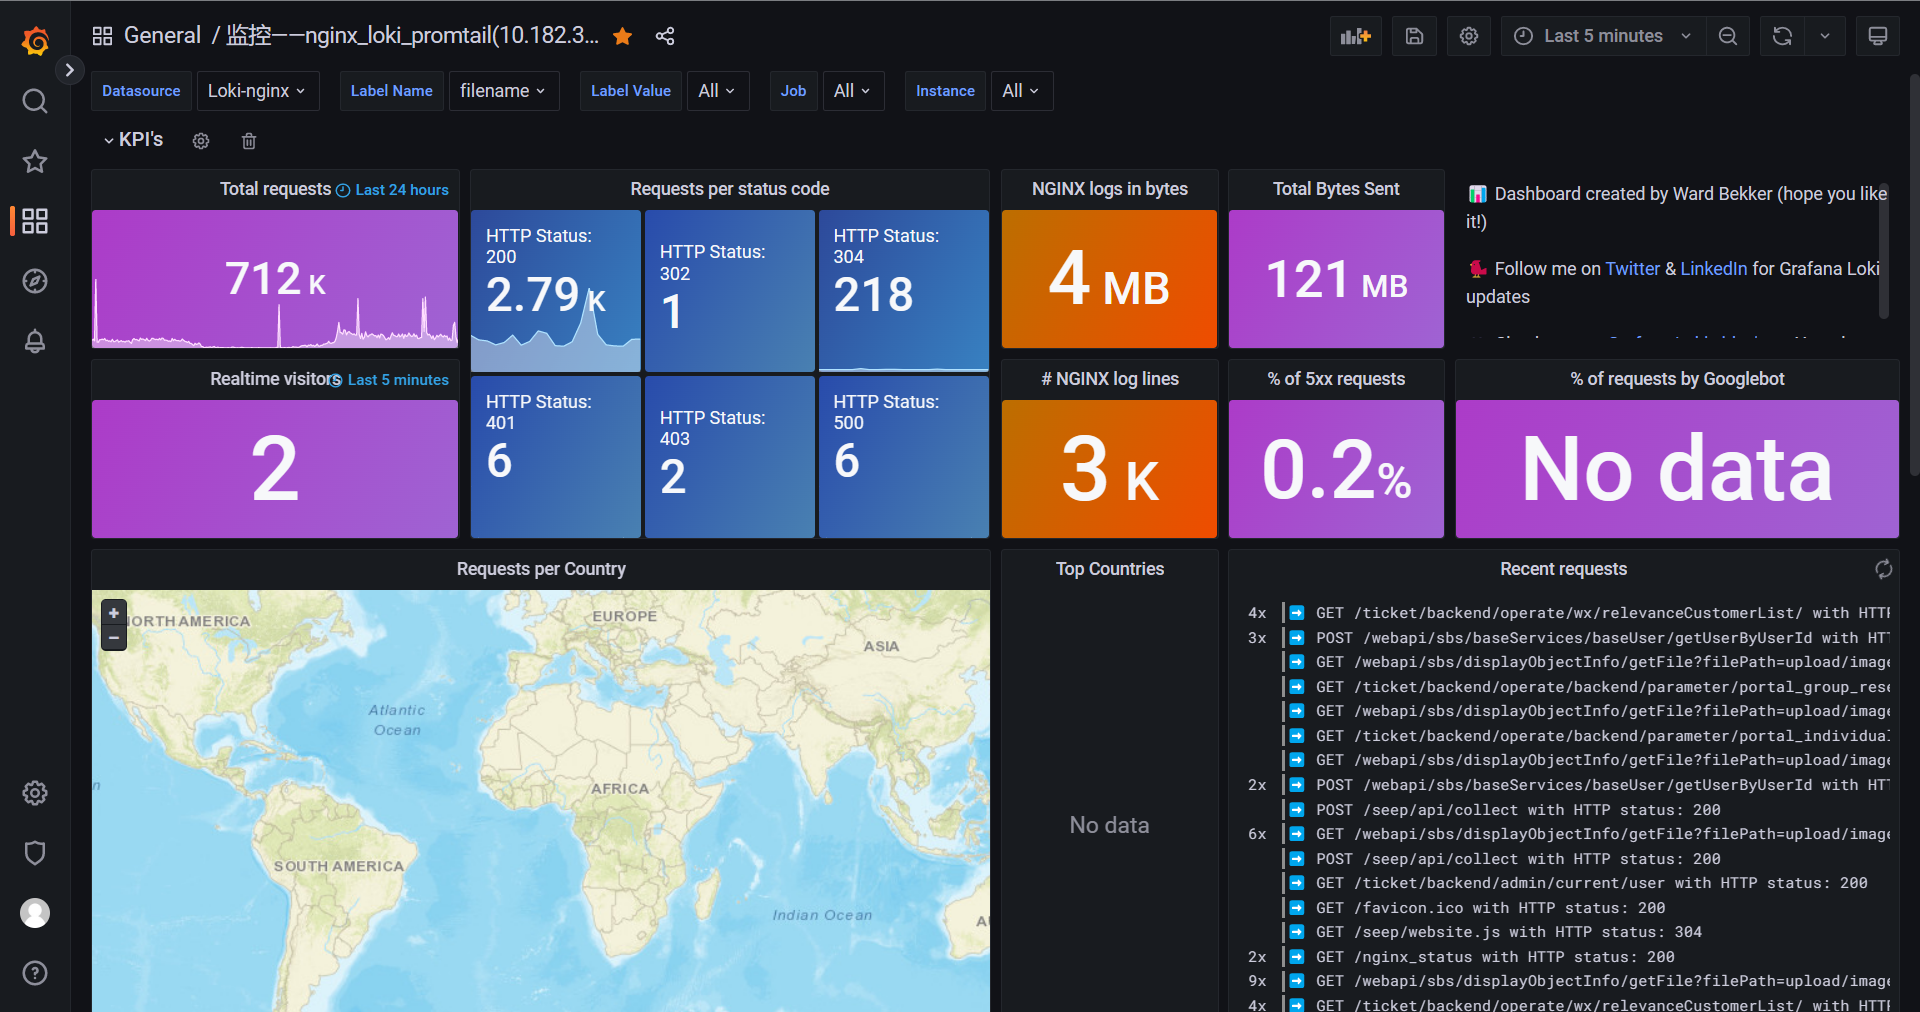 General / 监控——nginx_loki_promtail(10.182.3...
Last 5 minutes
Datasource Loki-nginx Label Name filename Label Value All Job All Instance All
KPI's
Total requests Last 24 hours
712 K
Requests per status code
HTTP Status:
200
2.79 K
HTTP Status:
302
1
HTTP Status:
304
218
HTTP Status:
401
6
HTTP Status:
403
2
HTTP Status:
500
6
NGINX logs in bytes
4 MB
Total Bytes Sent
121 MB
Dashboard created by Ward Bekker (hope you like
it!)
Follow me on Twitter & LinkedIn for Grafana Loki
updates
Realtime visitors Last 5 minutes
2
# NGINX log lines
3 K
% of 5xx requests
0.2%
% of requests by Googlebot
No data
Requests per Country
+
−
NORTH AMERICA
EUROPE
ASIA
Atlantic
Ocean
AFRICA
SOUTH AMERICA
Indian Ocean
Top Countries
No data
Recent requests
4x GET /ticket/backend/operate/wx/relevanceCustomerList/ with HTTP
3x POST /webapi/sbs/baseServices/baseUser/getUserByUserId with HTT
GET /webapi/sbs/displayObjectInfo/getFile?filePath=upload/image
GET /ticket/backend/operate/backend/parameter/portal_group_rese
GET /webapi/sbs/displayObjectInfo/getFile?filePath=upload/image
GET /ticket/backend/operate/backend/parameter/portal_individual
GET /webapi/sbs/displayObjectInfo/getFile?filePath=upload/image
2x POST /webapi/sbs/baseServices/baseUser/getUserByUserId with HTT
POST /seep/api/collect with HTTP status: 200
6x GET /webapi/sbs/displayObjectInfo/getFile?filePath=upload/image
POST /seep/api/collect with HTTP status: 200
GET /ticket/backend/admin/current/user with HTTP status: 200
GET /favicon.ico with HTTP status: 200
GET /seep/website.js with HTTP status: 304
2x GET /nginx_status with HTTP status: 200
9x GET /webapi/sbs/displayObjectInfo/getFile?filePath=upload/image
4x GET /ticket/backend/operate/wx/relevanceCustomerList/ with HTTP